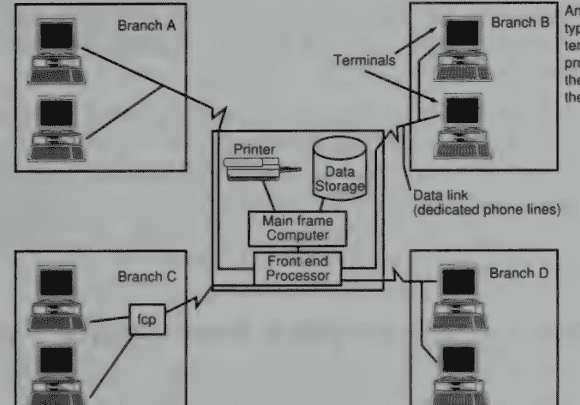 Branch A
Branch B
An
typ
ter
pro
the
the
Terminals
Printer
Data
Storage
Data link
(dedicated phone lines)
Main frame
Computer
Front end
Processor
Branch C
fcp
Branch D